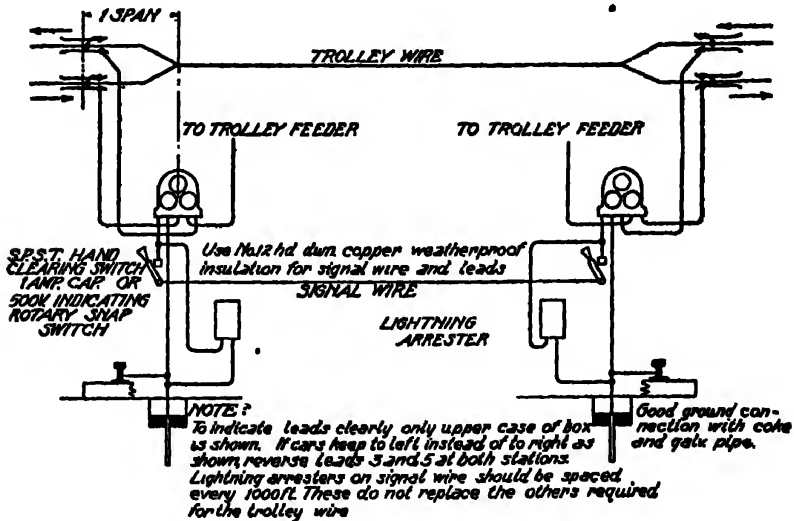 1 SPAN
TROLLEY WIRE
TO TROLLEY FEEDER
TO TROLLEY FEEDER
S.P.S.T. HAND
CLEARING SWITCH
1 AMP. CAP. OR
500V. INDICATING
ROTARY SNAP
SWITCH
Use No.12 hd dwn. copper weatherproof
insulation for signal wire and leads
SIGNAL WIRE
LIGHTNING
ARRESTER
NOTE:
To indicate leads clearly only upper case of box
is shown. If cars keep to left instead of to right as
shown, reverse leads 3 and 5 at both stations.
Lightning arresters on signal wire should be spaced
every 1000ft. These do not replace the others required
for the trolley wire
Good ground con-
nection with coke
and galv. pipe.